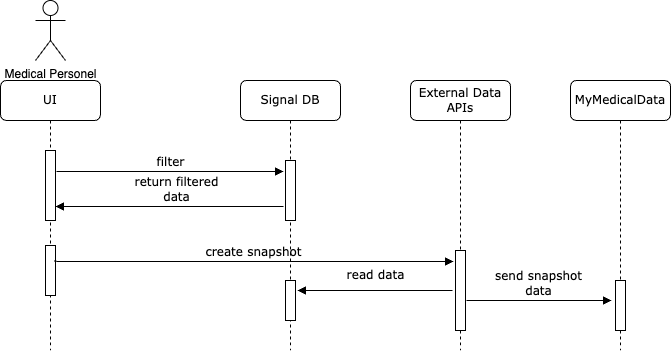 Medical Personel
UI
Signal DB
External Data
APIs
MyMedicalData
filter
return filtered
data
create snapshot
read data
send snapshot
data